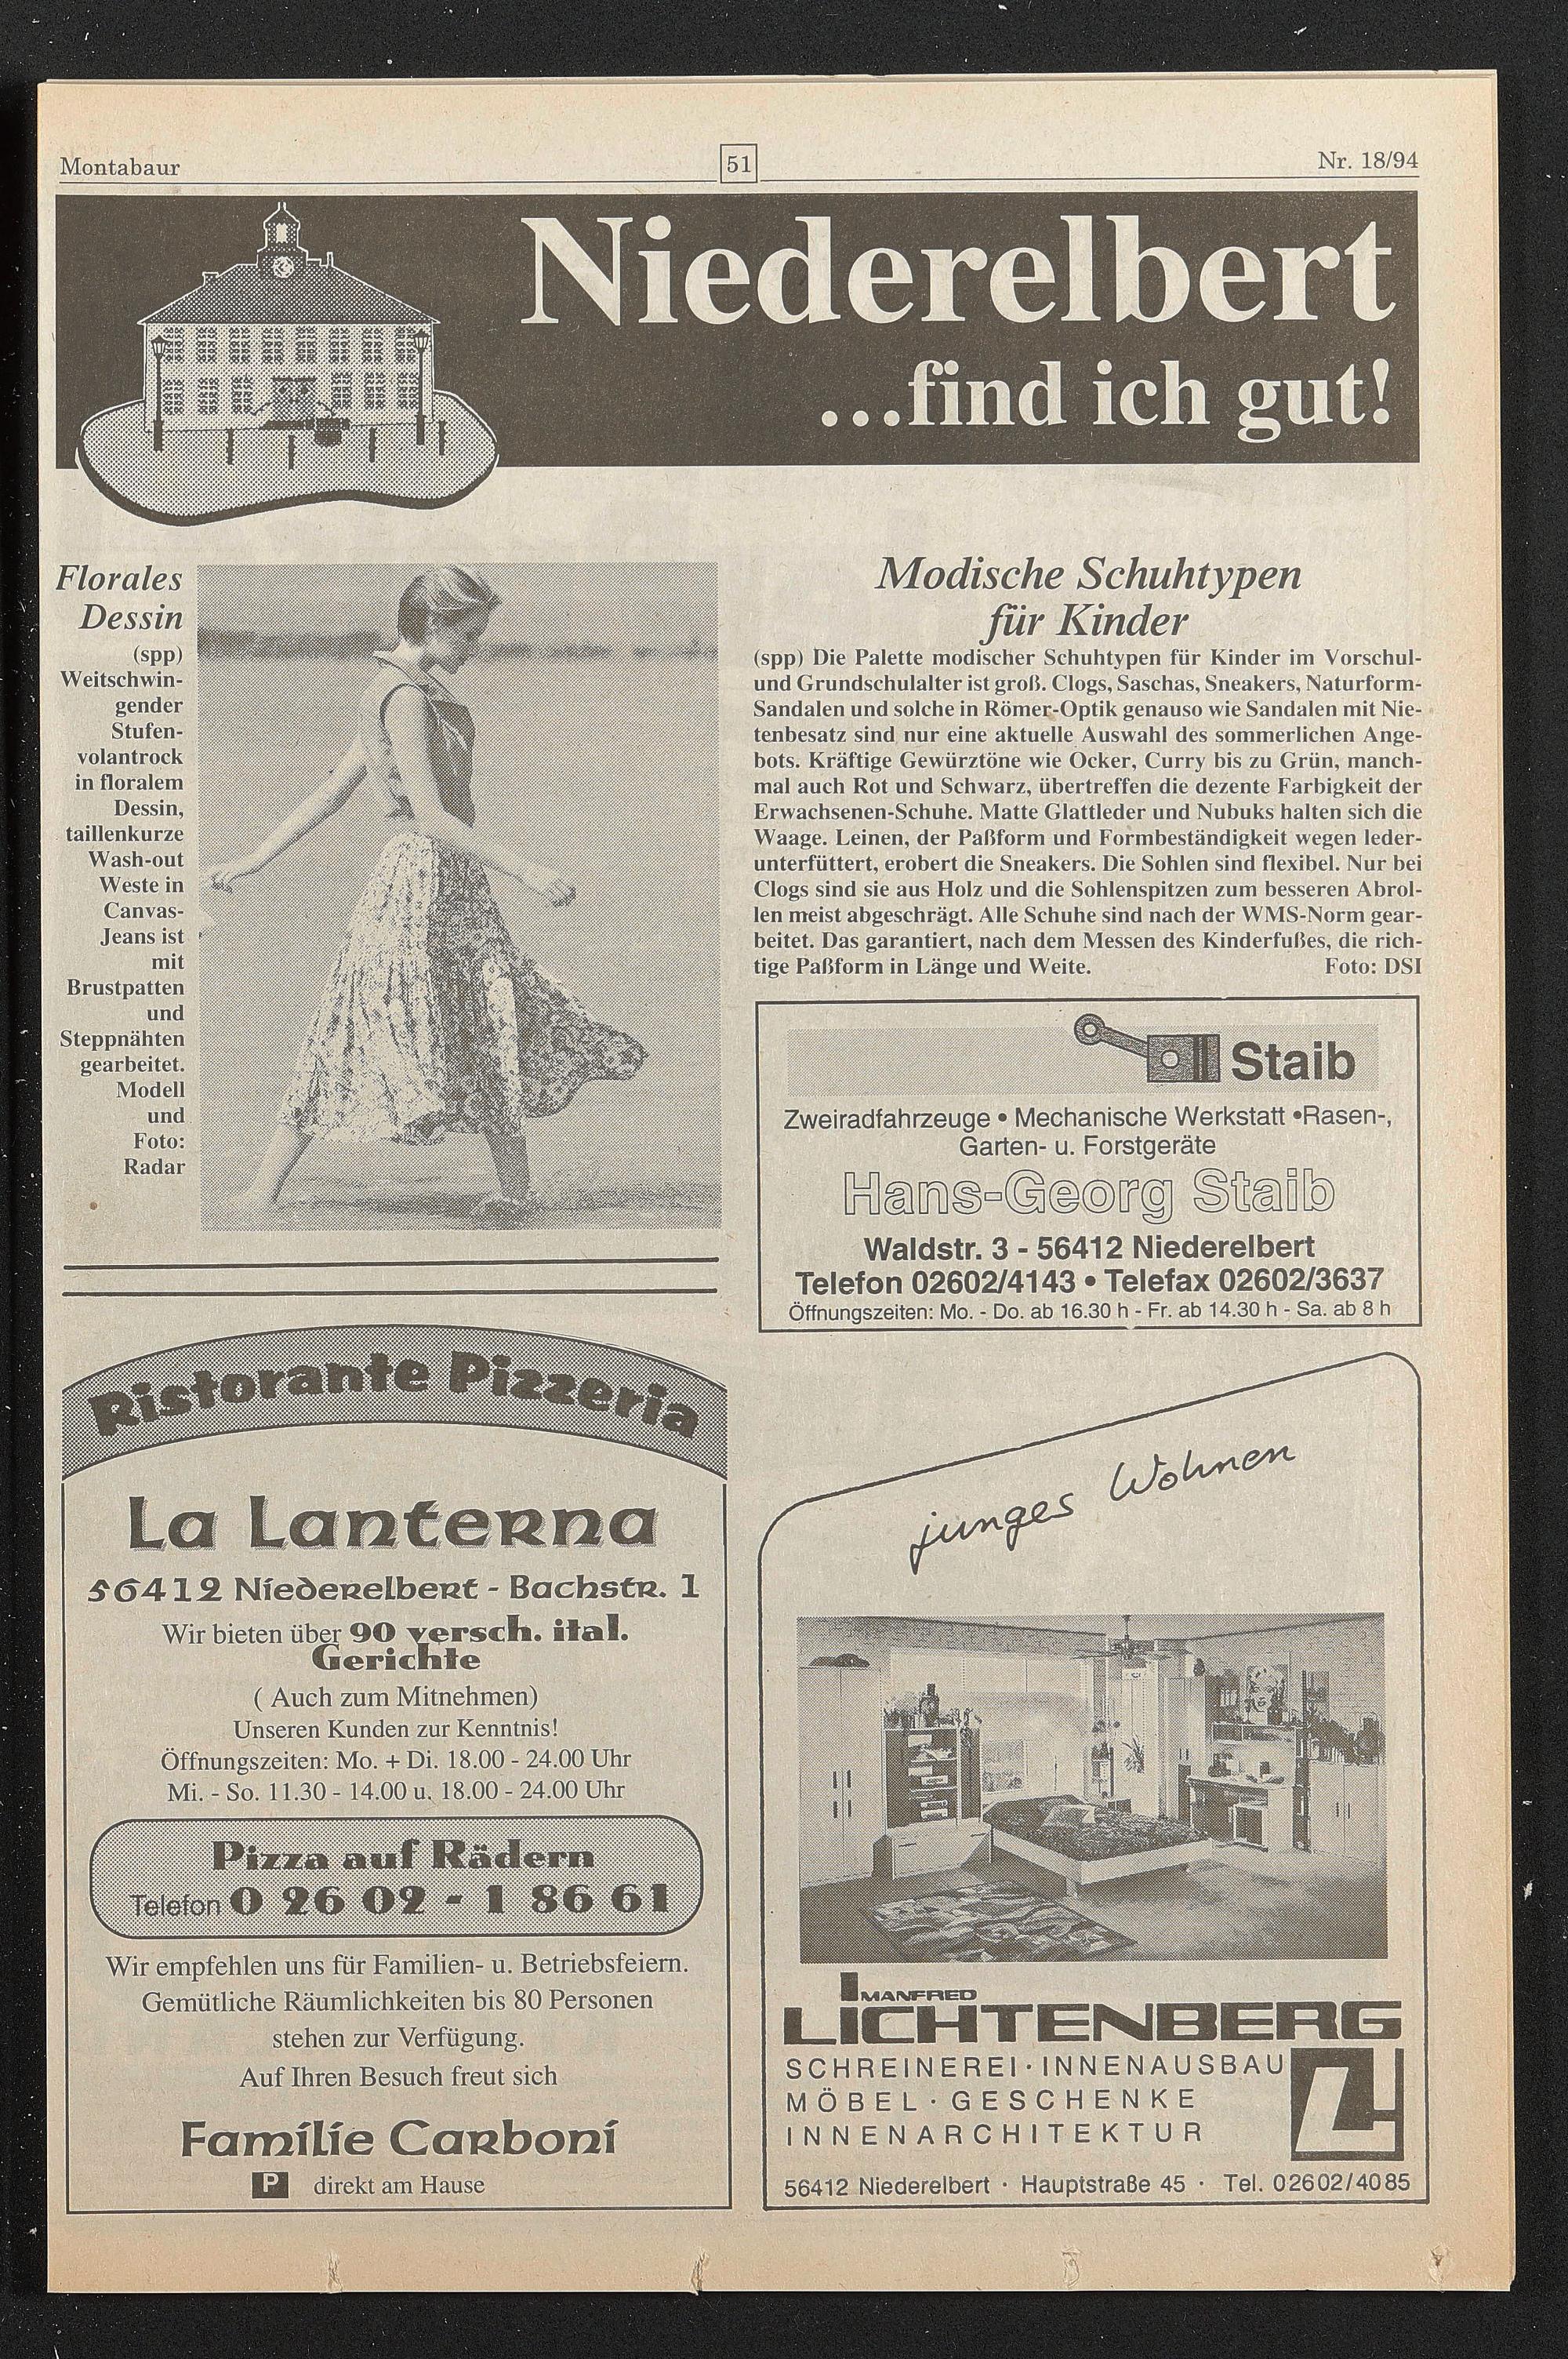 Montabaur
51
Nr. 18/94
Niederelbert
...find ich gut!
Florales
Dessin
(spp)
Weitschwin-
gender
Stufen-
volantrock
in floralem
Dessin,
taillenkurze
Wash-out
Weste in
Canvas-
Jeans ist
mit
Brustpatten
und
Steppnähten
gearbeitet.
Modell
und
Foto:
Radar
Modische Schuhtypen
für Kinder
(spp) Die Palette modischer Schuhtypen für Kinder im Vorschul-
und Grundschulalter ist groß. Clogs, Saschas, Sneakers, Naturform-
Sandalen und solche in Römer-Optik genauso wie Sandalen mit Nie-
tenbesatz sind nur eine aktuelle Auswahl des sommerlichen Ange-
bots. Kräftige Gewürztöne wie Ocker, Curry bis zu Grün, manch-
mal auch Rot und Schwarz, übertreffen die dezente Farbigkeit der
Erwachsenen-Schuhe. Matte Glattleder und Nubuks halten sich die
Waage. Leinen, der Paßform und Formbeständigkeit wegen leder-
unterfüttert, erobert die Sneakers. Die Sohlen sind flexibel. Nur bei
Clogs sind sie aus Holz und die Sohlenspitzen zum besseren Abrol-
len meist abgeschrägt. Alle Schuhe sind nach der WMS-Norm gear-
beitet. Das garantiert, nach dem Messen des Kinderfußes, die rich-
tige Paßform in Länge und Weite. Foto: DSI
Staib
Zweiradfahrzeuge • Mechanische Werkstatt •Rasen-,
Garten- u. Forstgeräte
Hans-Georg Staib
Waldstr. 3 - 56412 Niederelbert
Telefon 02602/4143 • Telefax 02602/3637
Öffnungszeiten: Mo. - Do. ab 16.30 h - Fr. ab 14.30 h - Sa. ab 8 h
Ristorante Pizzeria
La Lanterna
56412 Niederelbert - Bachstr. 1
Wir bieten über 90 versch. ital.
Gerichte
( Auch zum Mitnehmen)
Unseren Kunden zur Kenntnis!
Öffnungszeiten: Mo. + Di. 18.00 - 24.00 Uhr
Mi. - So. 11.30 - 14.00 u. 18.00 - 24.00 Uhr
Pizza auf Rädern
Telefon 0 26 02 - 1 86 61
Wir empfehlen uns für Familien- u. Betriebsfeiern.
Gemütliche Räumlichkeiten bis 80 Personen
stehen zur Verfügung.
Auf Ihren Besuch freut sich
Familie Carboni
P direkt am Hause
junges Wohnen
MANFRED
LICHTENBERG
SCHREINEREI · INNENAUSBAU
MÖBEL · GESCHENKE
INNENARCHITEKTUR
56412 Niederelbert · Hauptstraße 45 · Tel. 02602/4085